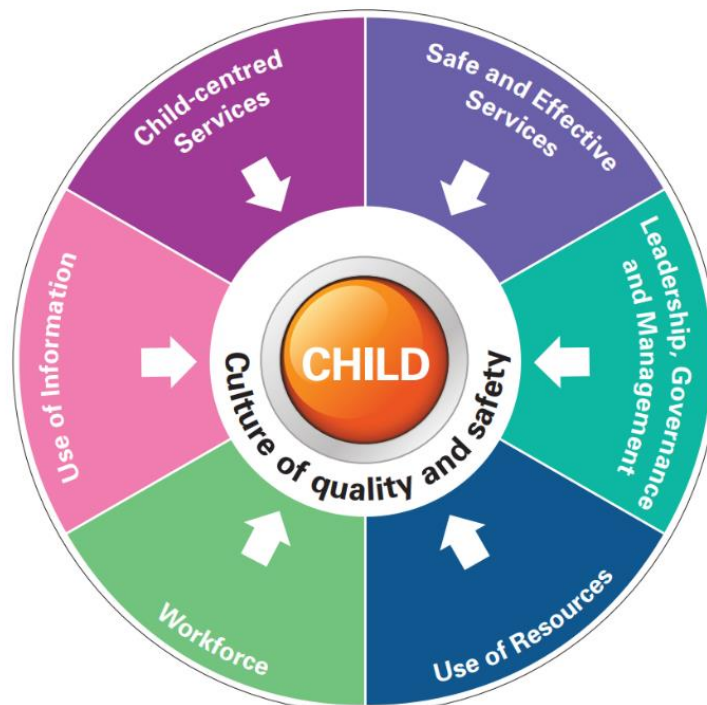 Child-centred
Services
Safe and Effective
Services
Leadership, Governance
and Management
Use of Resources
Workforce
Use of Information
CHILD
Culture of quality and safety